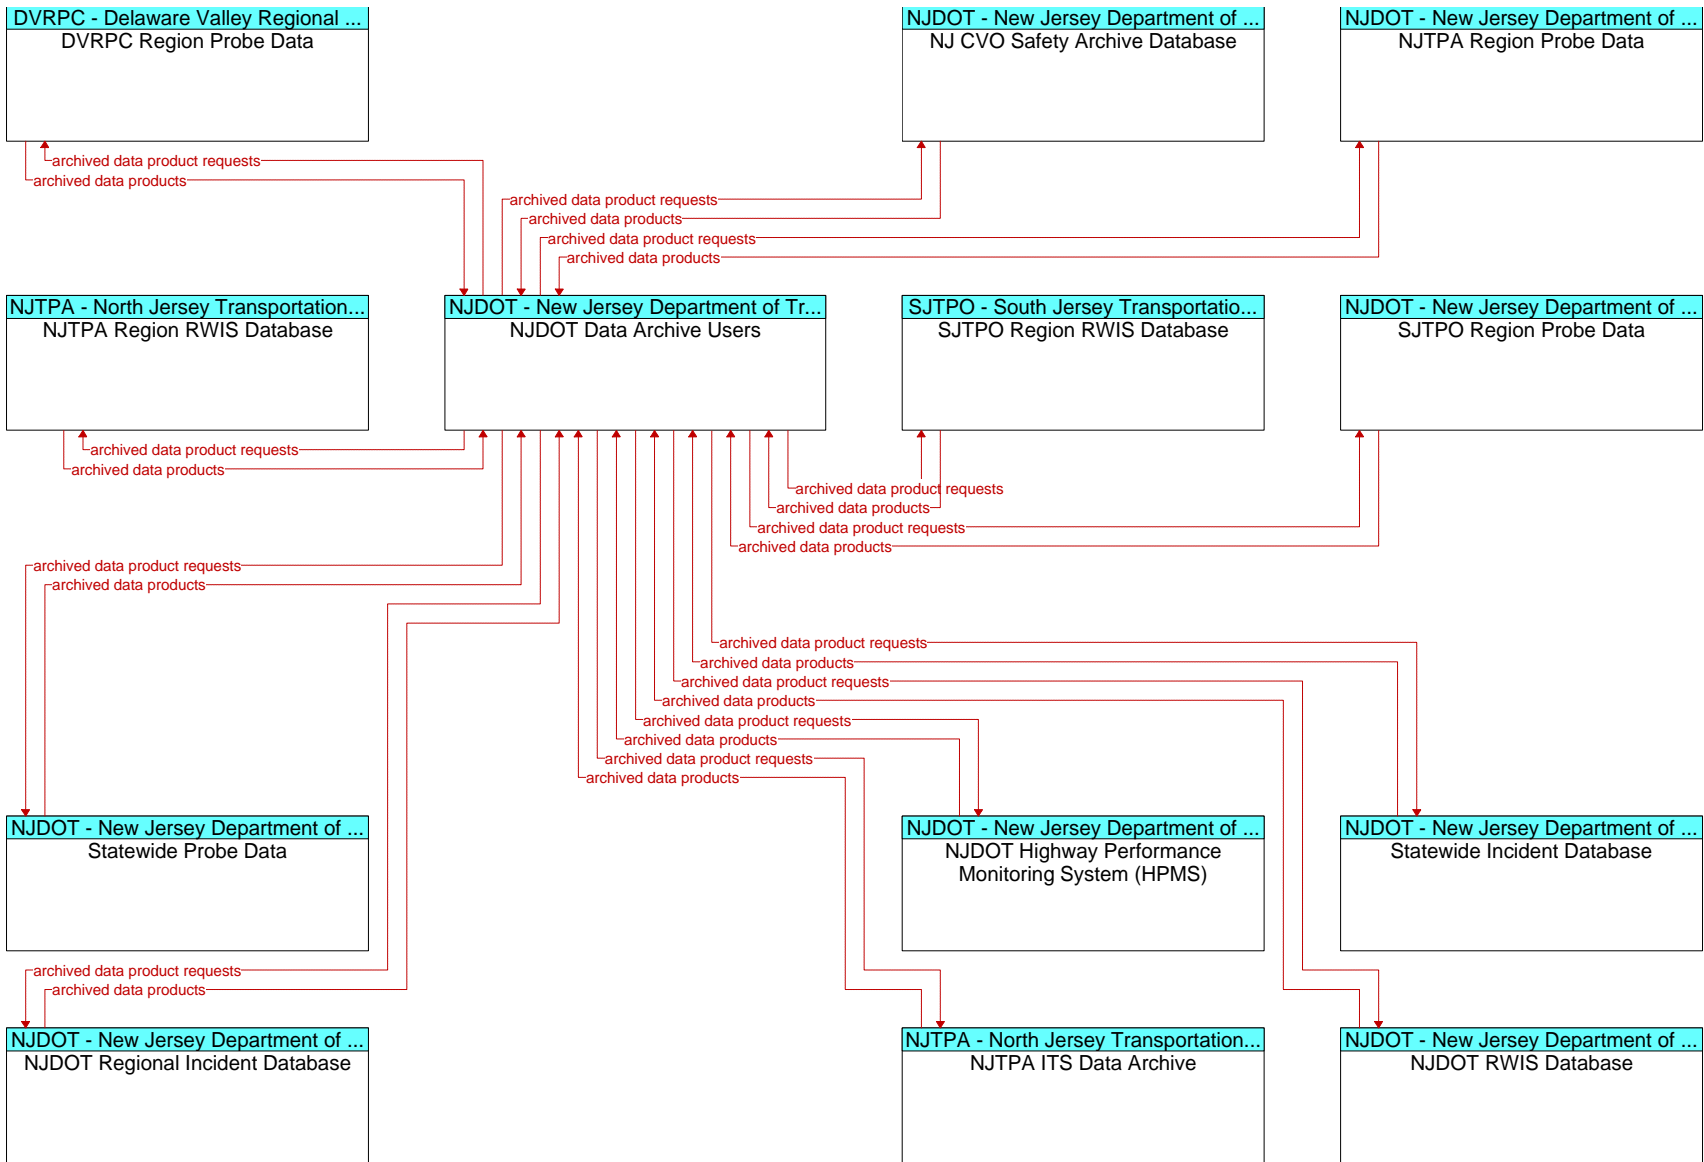 DVRPC - Delaware Valley Regional ...
DVRPC Region Probe Data
NJDOT - New Jersey Department of ...
NJ CVO Safety Archive Database
NJDOT - New Jersey Department of ...
NJTPA Region Probe Data
archived data product requests
archived data products
archived data product requests
archived data products
archived data product requests
archived data products
NJTPA - North Jersey Transportation...
NJTPA Region RWIS Database
NJDOT - New Jersey Department of Tr...
NJDOT Data Archive Users
SJTPO - South Jersey Transportatio...
SJTPO Region RWIS Database
NJDOT - New Jersey Department of ...
SJTPO Region Probe Data
archived data product requests
archived data products
archived data product requests
archived data products
archived data product requests
archived data products
archived data product requests
archived data products
archived data product requests
archived data products
archived data product requests
archived data products
archived data product requests
archived data products
archived data product requests
archived data products
NJDOT - New Jersey Department of ...
Statewide Probe Data
NJDOT - New Jersey Department of ...
NJDOT Highway Performance
Monitoring System (HPMS)
NJDOT - New Jersey Department of ...
Statewide Incident Database
archived data product requests
archived data products
NJDOT - New Jersey Department of ...
NJDOT Regional Incident Database
NJTPA - North Jersey Transportation...
NJTPA ITS Data Archive
NJDOT - New Jersey Department of ...
NJDOT RWIS Database